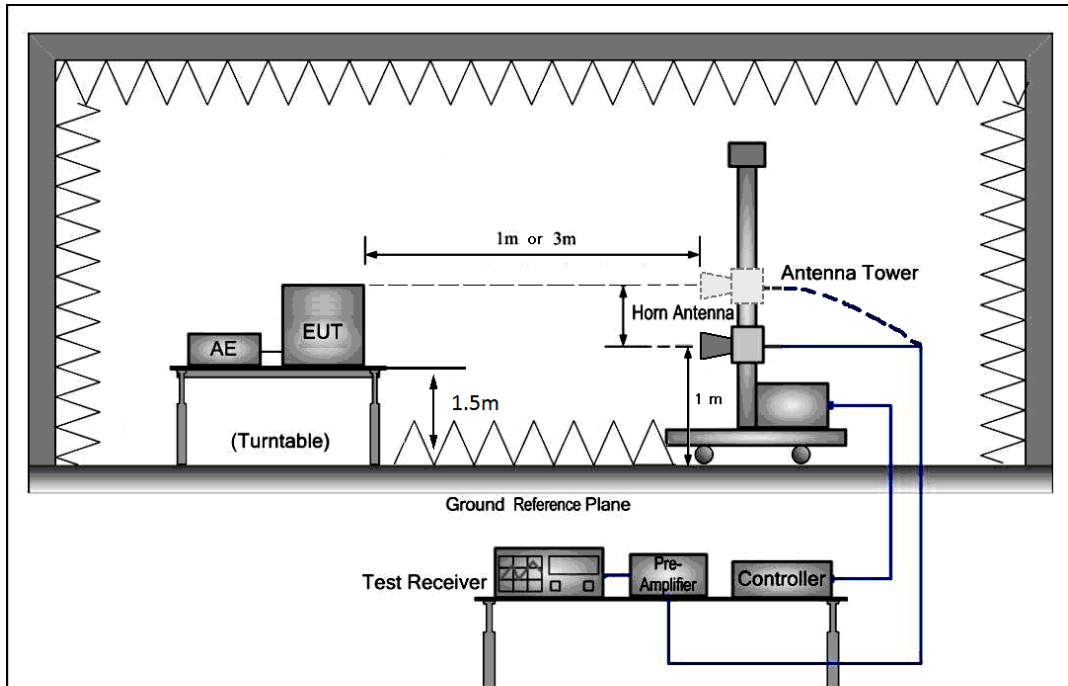 1m or 3m
Antenna Tower
Horn Antenna
EUT
AE
1.5m
1 m
(Turntable)
Ground Reference Plane
Test Receiver
Pre-
Amplifier
Controller